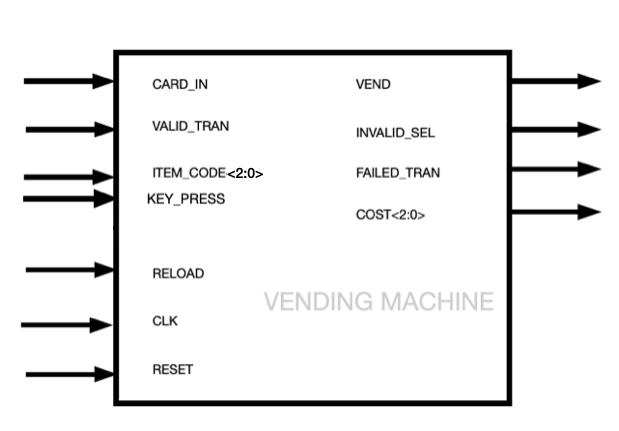 CARD_IN
VALID_TRAN
ITEM_CODE<2:0>
KEY_PRESS
RELOAD
CLK
RESET
VEND
INVALID_SEL
FAILED_TRAN
COST<2:0>
VENDING MACHINE